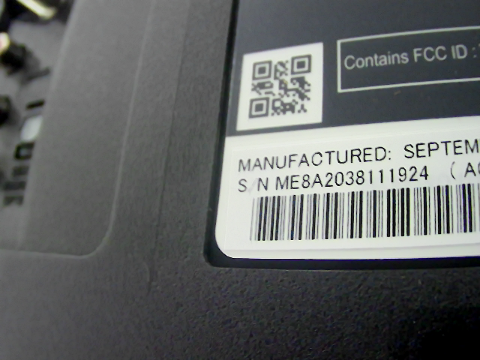 Contains FCC ID :
MANUFACTURED: SEPTEM
S/N ME8A2038111924 ( A